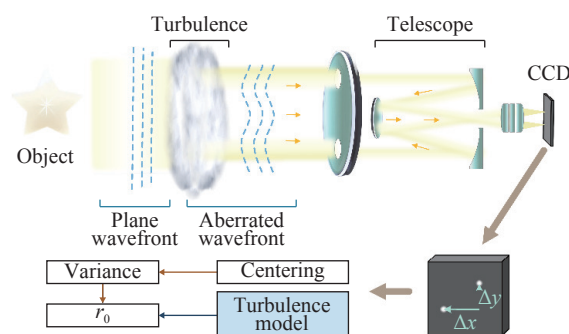 Turbulence
Telescope
CCD
Object
Plane
wavefront
Aberrated
wavefront
Variance
Centering
r₀
Turbulence
model
Δy
Δx